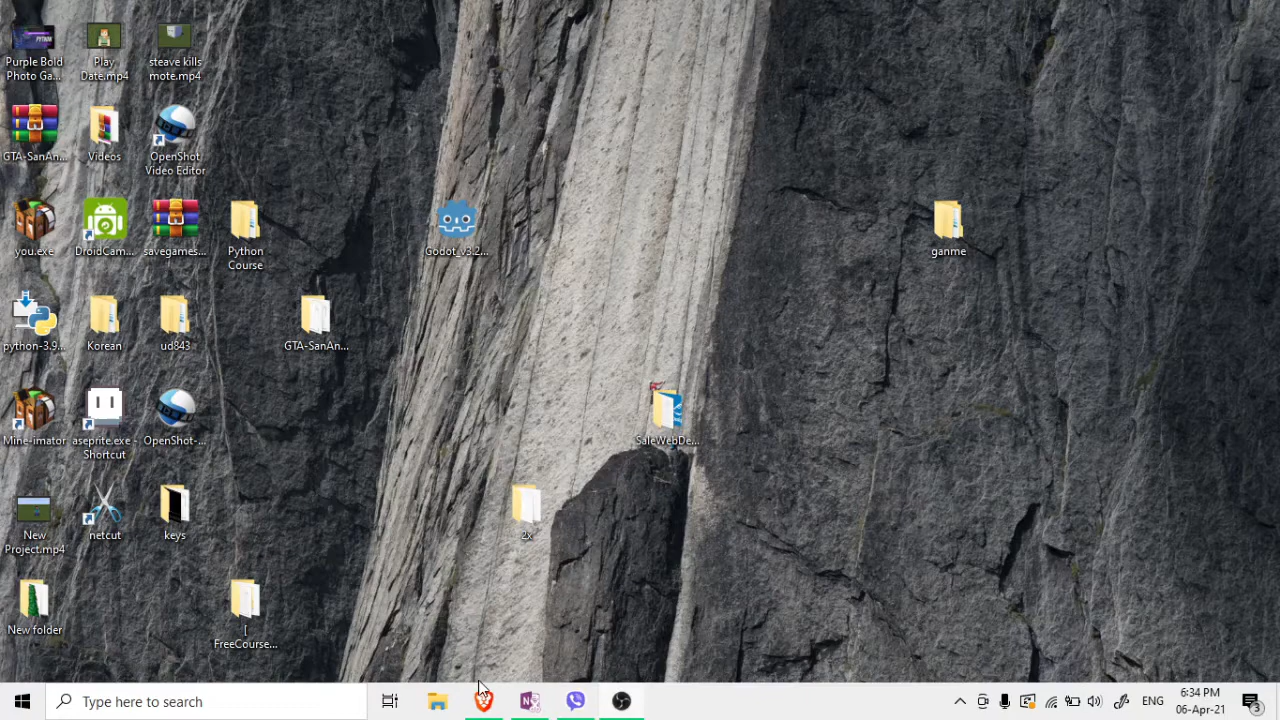 Purple Bold
Photo Ga...
Play
Date.mp4
steave kills
mote.mp4
GTA-SanAn...
Videos
OpenShot
Video Editor
you.exe
DroidCam...
savegames...
Python
Course
Godot_v3.2...
ganme
python-3.9...
Korean
ud843
GTA-SanAn...
Mine-imator
aseprite.exe -
Shortcut
OpenShot-...
SaleWebDe...
New
Project.mp4
netcut
keys
2x
New folder
[
FreeCourse...
Type here to search
ENG
6:34 PM
06-Apr-21
3